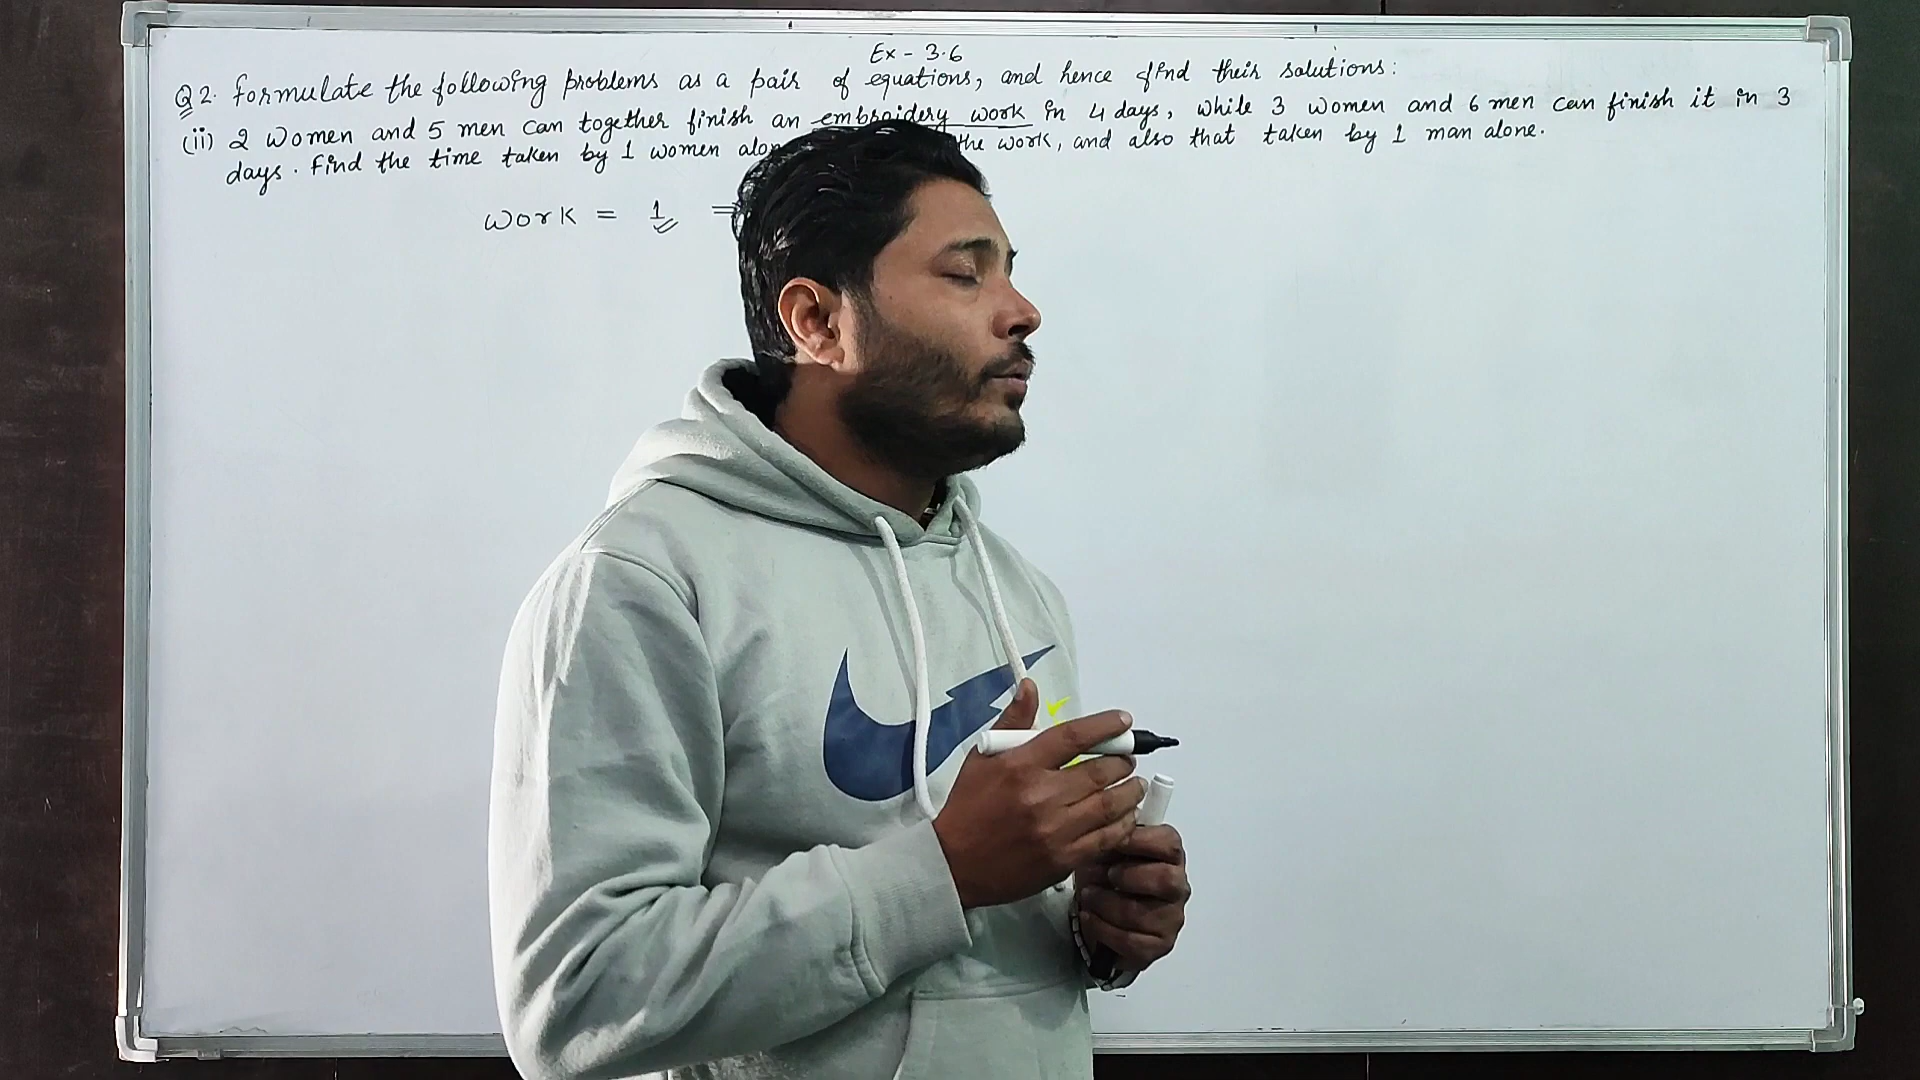 Ex - 3.6
Q2. Formulate the following problems as a pair of equations, and hence find their solutions:
(ii) 2 women and 5 men can together finish an embroidery work in 4 days, while 3 women and 6 men can finish it in 3
days. Find the time taken by 1 women the work, and also that taken by 1 man alone.
work = 1 ⇒